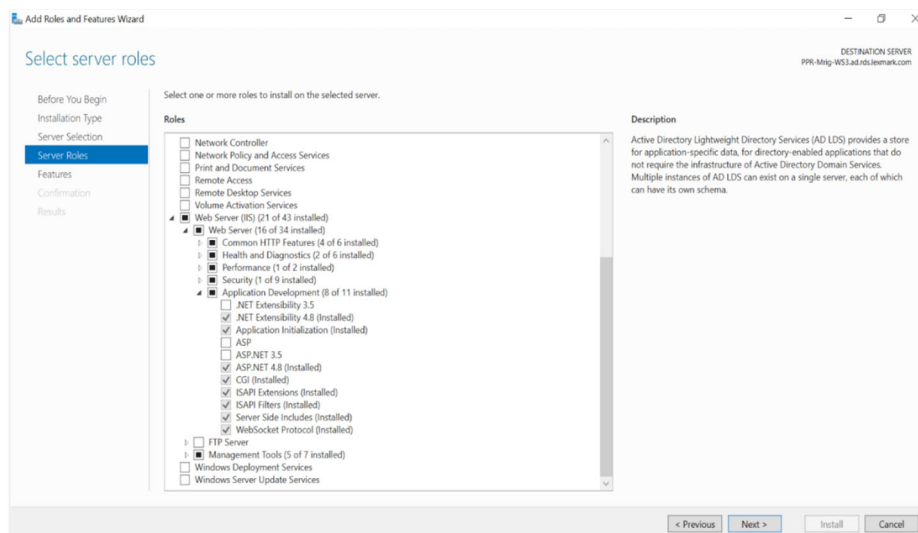 Add Roles and Features Wizard
Select server roles
DESTINATION SERVER
PPR-Mrig-WS3.ad.rds.lexmark.com
Before You Begin
Installation Type
Server Selection
Server Roles
Features
Confirmation
Results
Select one or more roles to install on the selected server.
Roles
Network Controller
Network Policy and Access Services
Print and Document Services
Remote Access
Remote Desktop Services
Volume Activation Services
Web Server (IIS) (21 of 43 installed)
Web Server (16 of 34 installed)
Common HTTP Features (4 of 6 installed)
Health and Diagnostics (2 of 6 installed)
Performance (1 of 2 installed)
Security (1 of 9 installed)
Application Development (8 of 11 installed)
.NET Extensibility 3.5
.NET Extensibility 4.8 (Installed)
Application Initialization (Installed)
ASP
ASP.NET 3.5
ASP.NET 4.8 (Installed)
CGI (Installed)
ISAPI Extensions (Installed)
ISAPI Filters (Installed)
Server Side Includes (Installed)
WebSocket Protocol (Installed)
FTP Server
Management Tools (5 of 7 installed)
Windows Deployment Services
Windows Server Update Services
Description
Active Directory Lightweight Directory Services (AD LDS) provides a store
for application-specific data, for directory-enabled applications that do
not require the infrastructure of Active Directory Domain Services.
Multiple instances of AD LDS can exist on a single server, each of which
can have its own schema.
< Previous
Next >
Install
Cancel